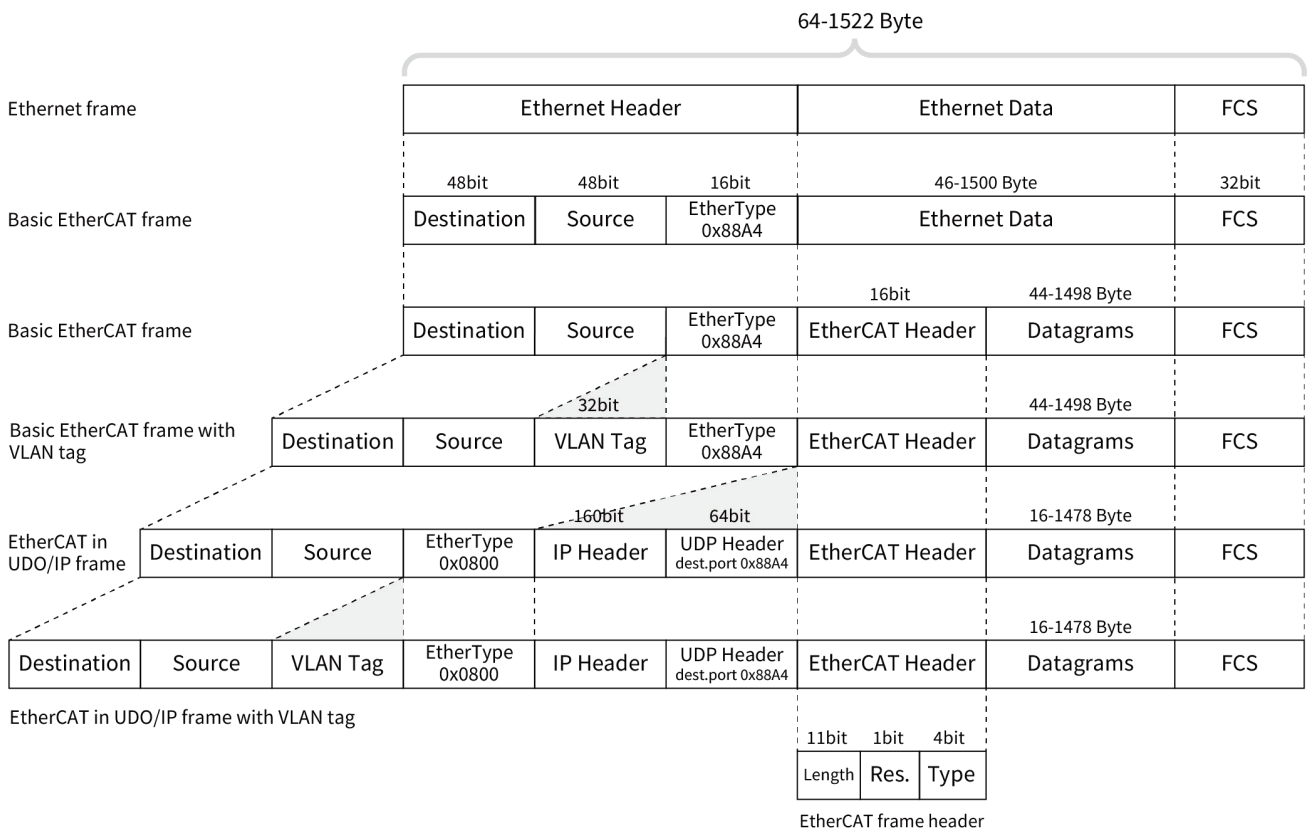 64-1522 Byte
Ethernet frame
Ethernet Header
Ethernet Data
FCS
48bit
48bit
16bit
46-1500 Byte
32bit
Basic EtherCAT frame
Destination
Source
EtherType
0x88A4
Ethernet Data
FCS
16bit
44-1498 Byte
Basic EtherCAT frame
Destination
Source
EtherType
0x88A4
EtherCAT Header
Datagrams
FCS
32bit
44-1498 Byte
Basic EtherCAT frame with
VLAN tag
Destination
Source
VLAN Tag
EtherType
0x88A4
EtherCAT Header
Datagrams
FCS
160bit
64bit
16-1478 Byte
EtherCAT in
UDO/IP frame
Destination
Source
EtherType
0x0800
IP Header
UDP Header
dest.port 0x88A4
EtherCAT Header
Datagrams
FCS
16-1478 Byte
Destination
Source
VLAN Tag
EtherType
0x0800
IP Header
UDP Header
dest.port 0x88A4
EtherCAT Header
Datagrams
FCS
EtherCAT in UDO/IP frame with VLAN tag
11bit
1bit
4bit
Length
Res.
Type
EtherCAT frame header